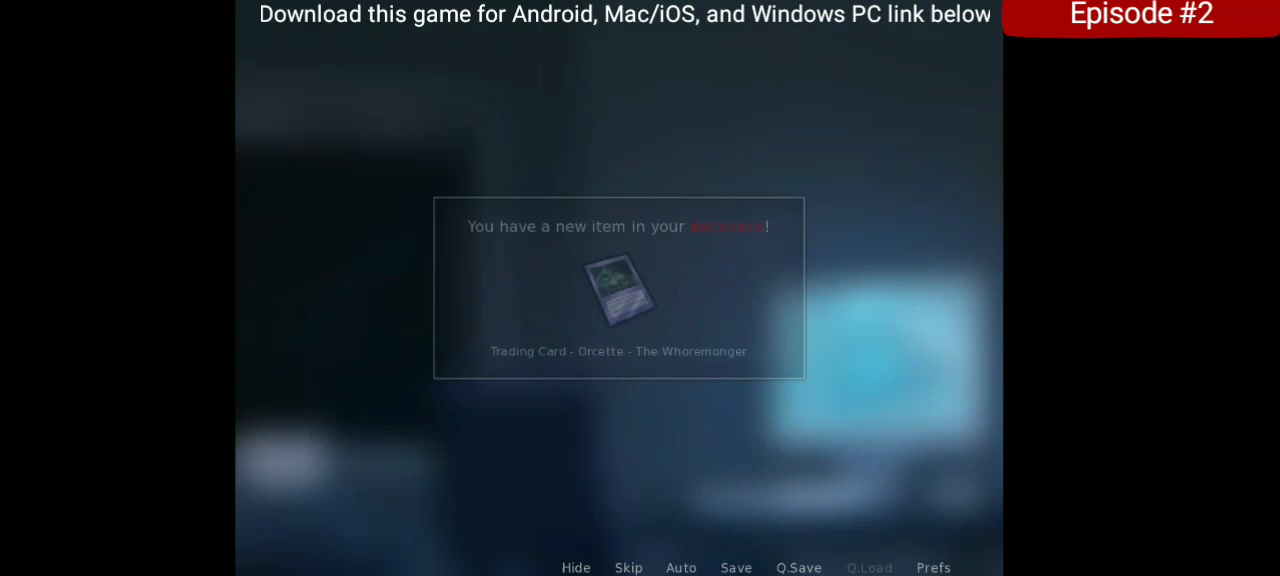 Download this game for Android, Mac/iOS, and Windows PC link below
Episode #2
You have a new item in your !
Trading Card - Orcette - The Whoremonger
Hide Skip Auto Save Q.Save Q.Load Prefs